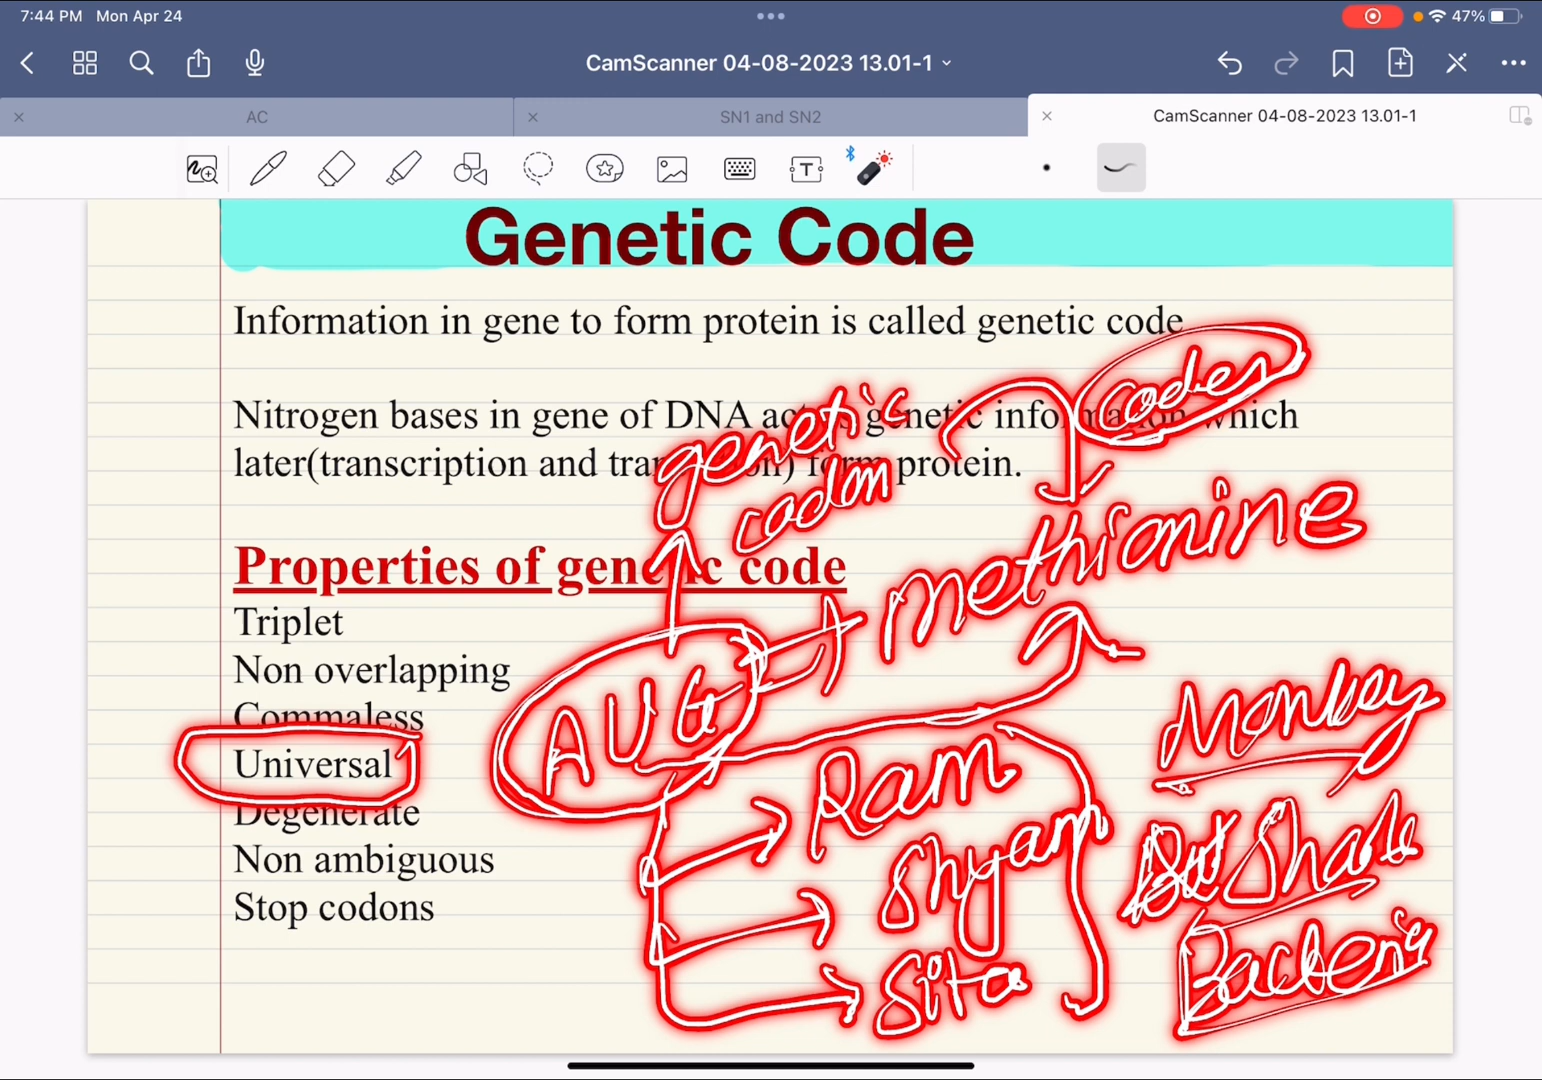 7:44 PM Mon Apr 24
47%
CamScanner 04-08-2023 13.01-1
AC
SN1 and SN2
CamScanner 04-08-2023 13.01-1
T
Genetic Code
Information in gene to form protein is called genetic code
codes
Nitrogen bases in gene of DNA act genetic information which
later(transcription and translation) form protein.
genetic
codon
Methionine
Properties of genetic code
Triplet
Non overlapping
Commaless
Universal
Degenerate
Non ambiguous
Stop codons
AUG
Ram
Shyam
Sita
Monkey
Bacteria